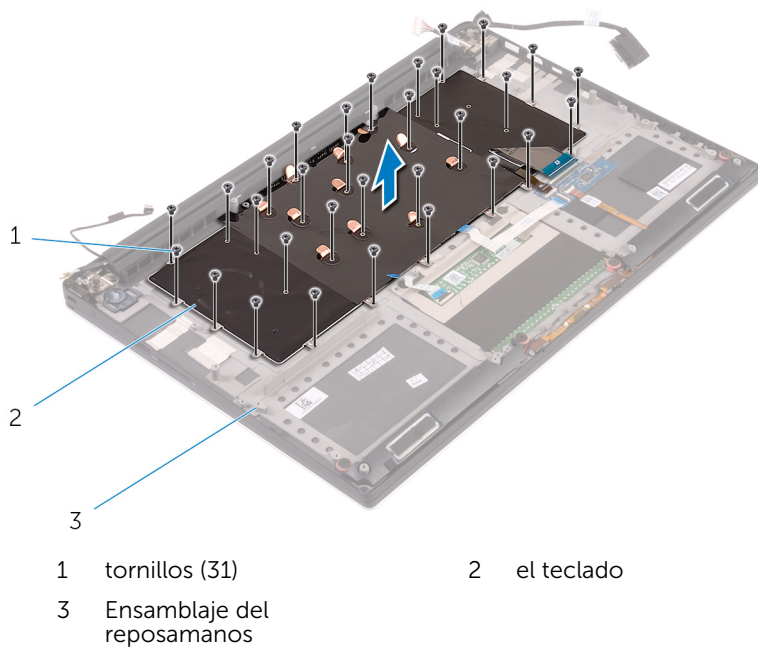 1
2
3
1 tornillos (31)
2 el teclado
3 Ensamblaje del
reposamanos